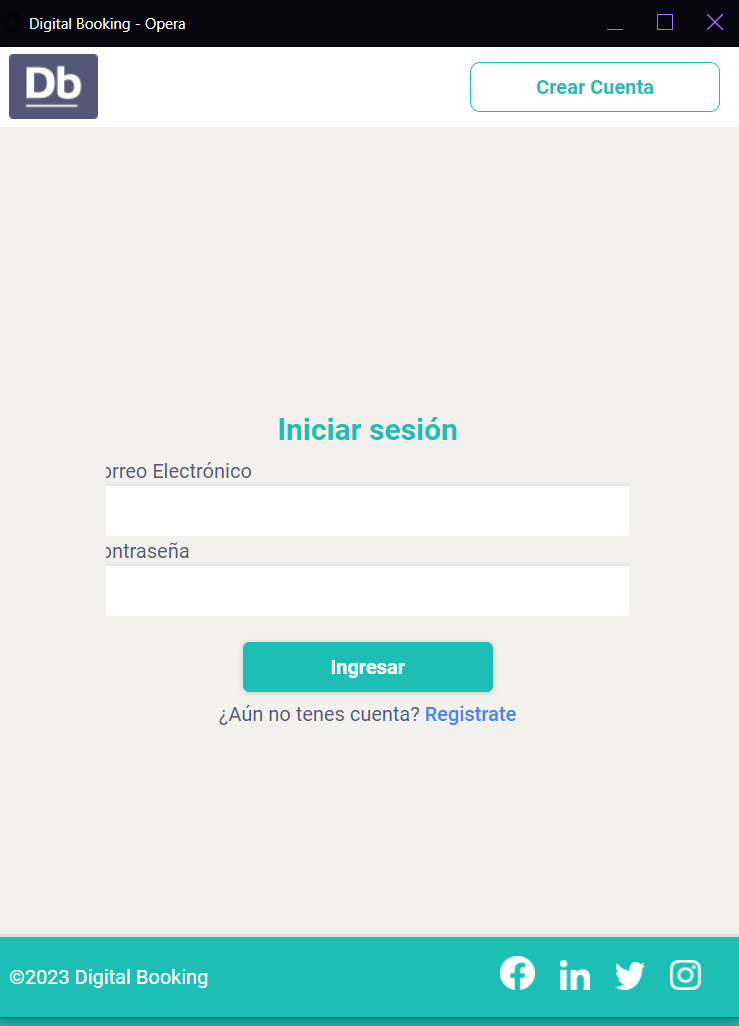 Digital Booking - Opera
Db
Crear Cuenta
Iniciar sesión
orreo Electrónico
ontraseña
Ingresar
¿Aún no tenes cuenta? Registrate
©2023 Digital Booking